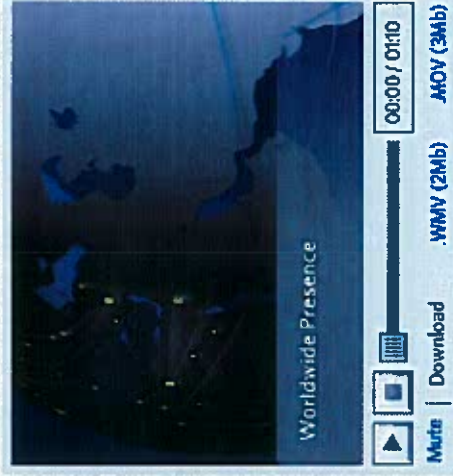 Worldwide Presence
00:00 / 01:10
Mute | Download .WMV (2Mb) .MOV (3Mb)